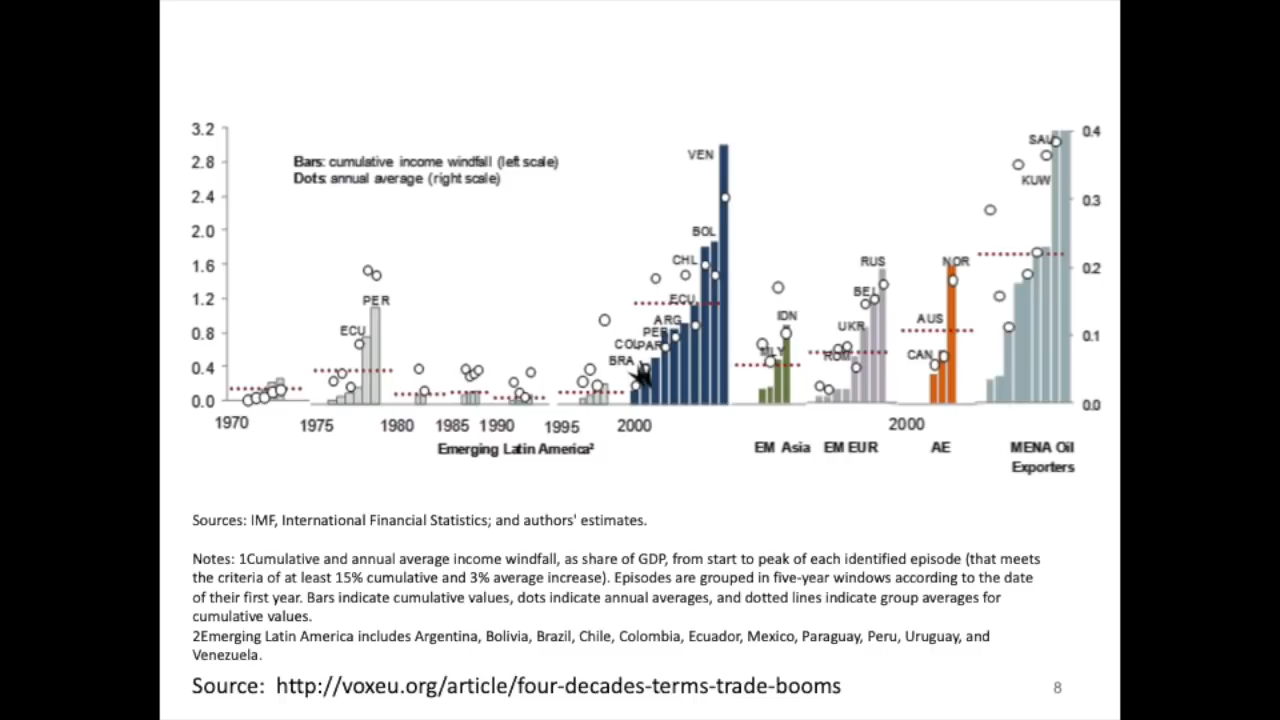 3.2
2.8
2.4
2.0
1.6
1.2
0.8
0.4
0.0
Bars: cumulative income windfall (left scale)
Dots: annual average (right scale)
0.4
0.3
0.2
0.1
0.0
ECU
PER
BRA
COL
PAR
PER
ARG
ECU
CHL
BOL
VEN
MLY
IDN
ROM
UKR
BEL
RUS
CAN
AUS
NOR
KUW
SAU
1970 1975 1980 1985 1990 1995 2000 2000
Emerging Latin America² EM Asia EM EUR AE MENA Oil
Exporters
Sources: IMF, International Financial Statistics; and authors' estimates.
Notes: 1Cumulative and annual average income windfall, as share of GDP, from start to peak of each identified episode (that meets
the criteria of at least 15% cumulative and 3% average increase). Episodes are grouped in five-year windows according to the date
of their first year. Bars indicate cumulative values, dots indicate annual averages, and dotted lines indicate group averages for
cumulative values.
2Emerging Latin America includes Argentina, Bolivia, Brazil, Chile, Colombia, Ecuador, Mexico, Paraguay, Peru, Uruguay, and
Venezuela.
Source: http://voxeu.org/article/four-decades-terms-trade-booms
8